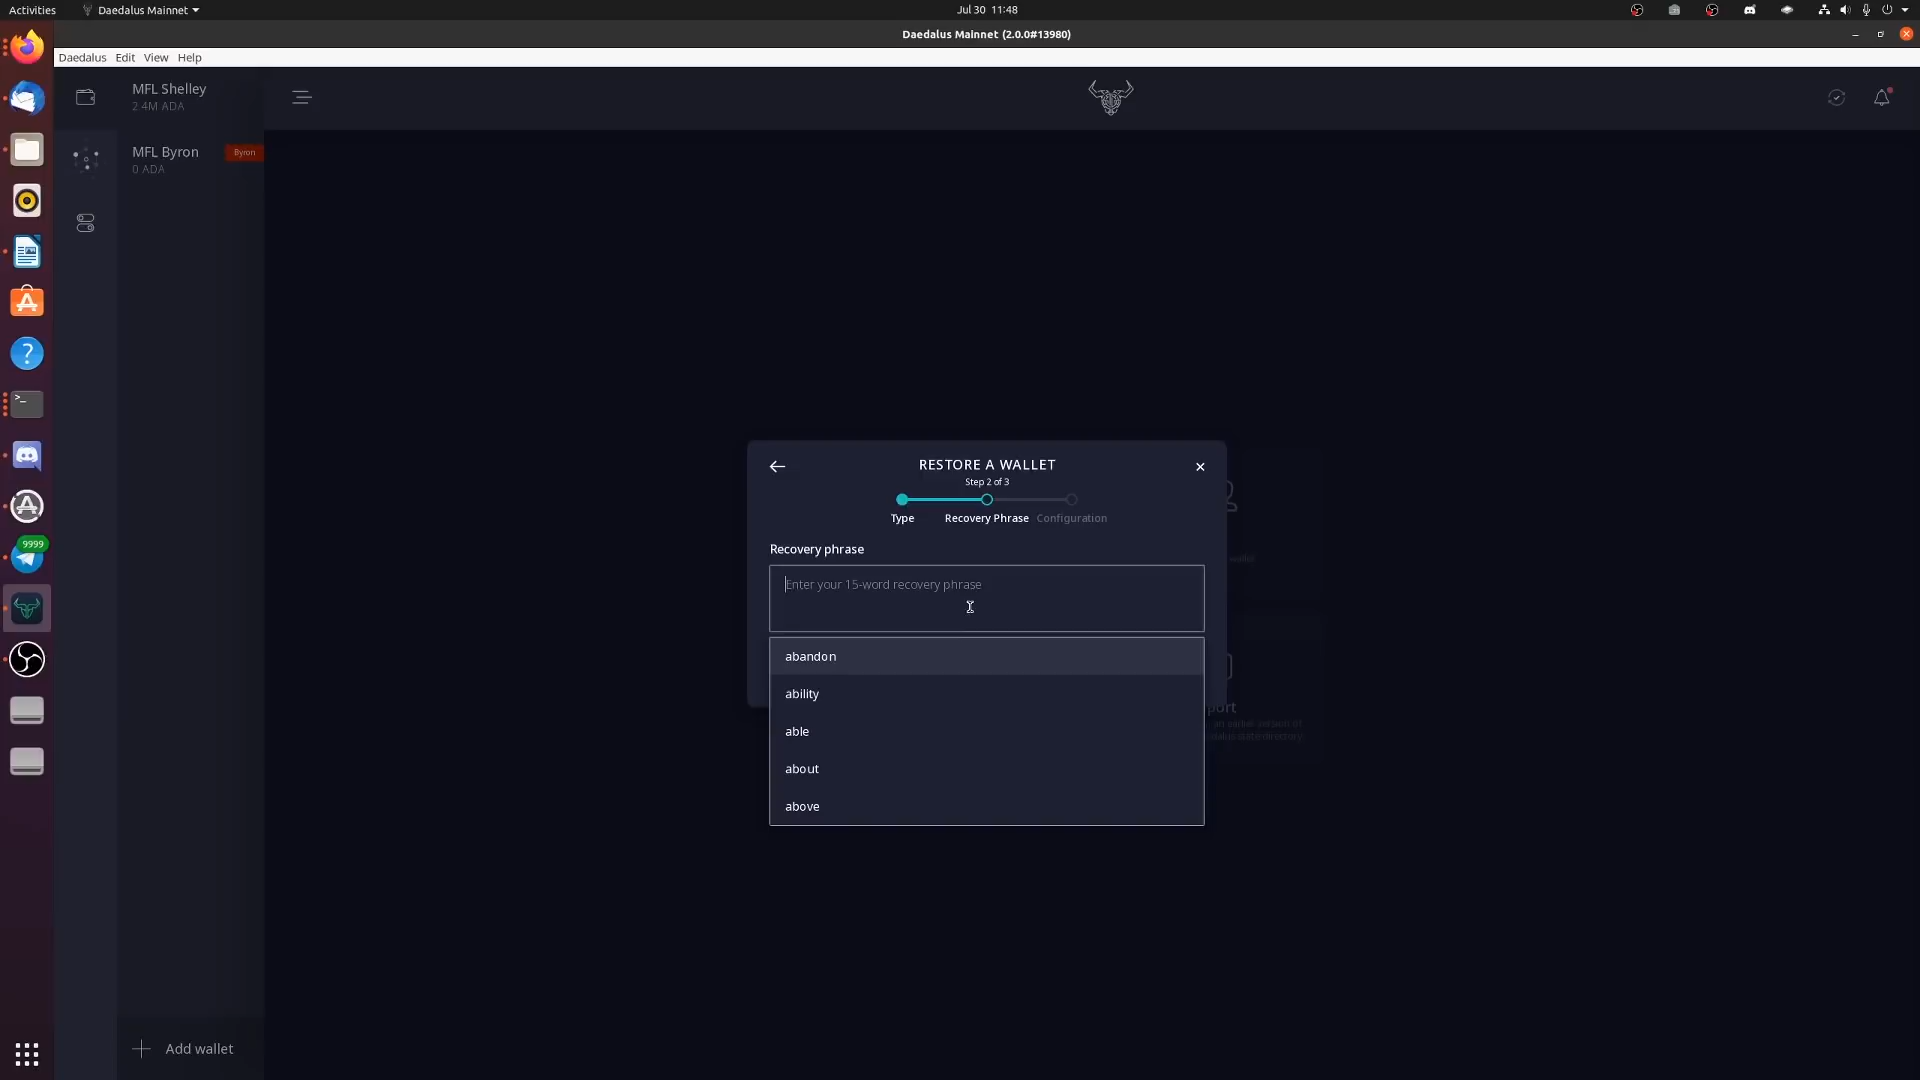 Activities
Daedalus Mainnet
Jul 30 11:48
Daedalus Mainnet (2.0.0#13980)
Daedalus Edit View Help
MFL Shelley
2.4M ADA
MFL Byron
Byron
0 ADA
RESTORE A WALLET
Step 2 of 3
Type Recovery Phrase Configuration
Recovery phrase
Enter your 15-word recovery phrase
abandon
ability
able
about
above
9999
Add wallet